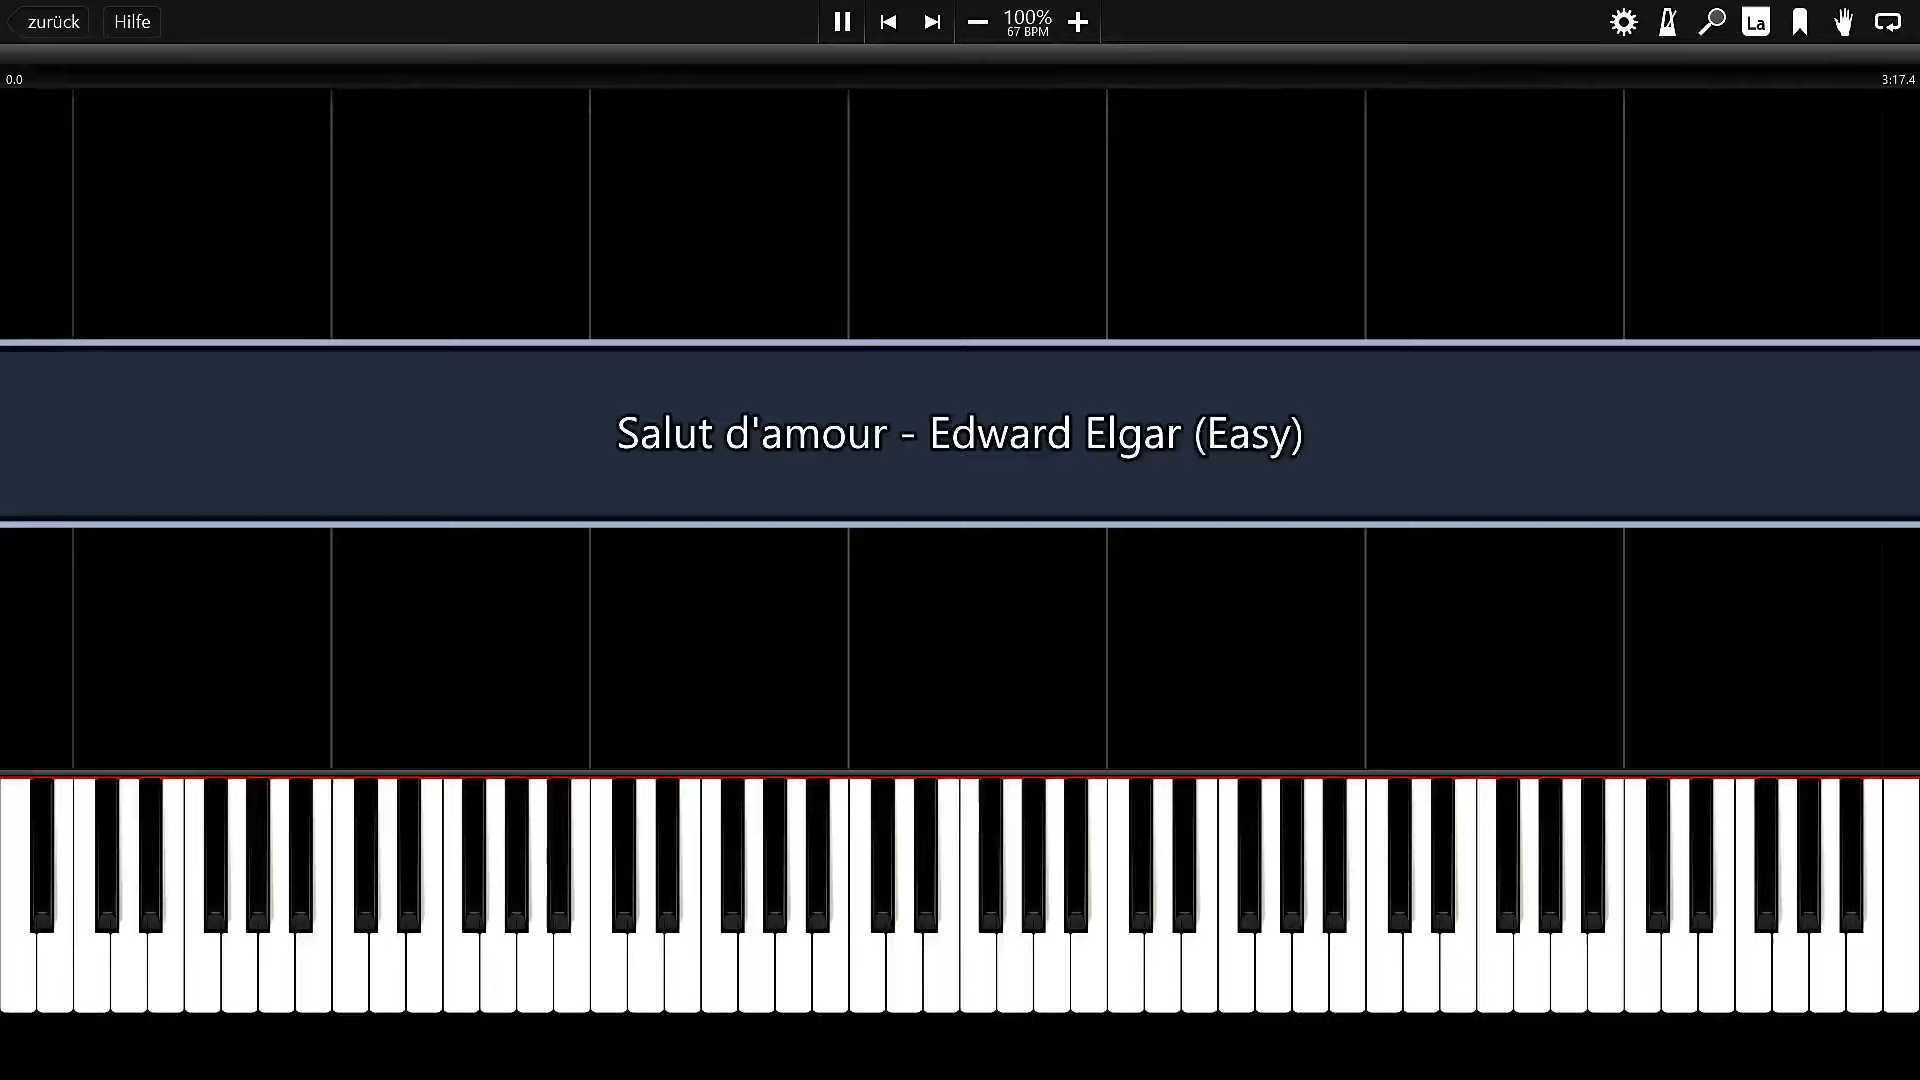 zurück Hilfe 100% La
67 BPM
0.0 3:17.4
Salut d'amour - Edward Elgar (Easy)